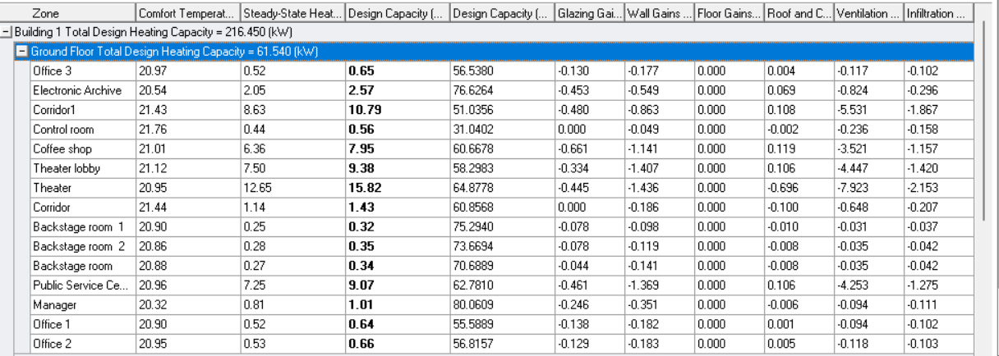 Zone Comfort Temperat... Steady-State Heat... Design Capacity (... Design Capacity (... Glazing Gai... Wall Gains ... Floor Gains... Roof and C... Ventilation ... Infiltration ...
Building 1 Total Design Heating Capacity = 216.450 (kW)
Ground Floor Total Design Heating Capacity = 61.540 (kW)
Office 3 20.97 0.52 0.65 56.5380 -0.130 -0.177 0.000 0.004 -0.117 -0.102
Electronic Archive 20.54 2.05 2.57 76.6264 -0.453 -0.549 0.000 0.069 -0.824 -0.296
Corridor1 21.43 8.63 10.79 51.0356 -0.480 -0.863 0.000 0.108 -5.531 -1.867
Control room 21.76 0.44 0.56 31.0402 0.000 -0.049 0.000 -0.002 -0.236 -0.158
Coffee shop 21.01 6.36 7.95 60.6678 -0.661 -1.141 0.000 0.119 -3.521 -1.157
Theater lobby 21.12 7.50 9.38 58.2983 -0.334 -1.407 0.000 0.106 -4.447 -1.420
Theater 20.95 12.65 15.82 64.8778 -0.445 -1.436 0.000 -0.696 -7.923 -2.153
Corridor 21.44 1.14 1.43 60.8568 0.000 -0.186 0.000 -0.100 -0.648 -0.207
Backstage room 1 20.90 0.25 0.32 75.2940 -0.078 -0.098 0.000 -0.010 -0.031 -0.037
Backstage room 2 20.86 0.28 0.35 73.6694 -0.078 -0.119 0.000 -0.008 -0.035 -0.042
Backstage room 20.88 0.27 0.34 70.6889 -0.044 -0.141 0.000 -0.008 -0.035 -0.042
Public Service Ce... 20.96 7.25 9.07 62.7810 -0.461 -1.369 0.000 0.106 -4.253 -1.275
Manager 20.32 0.81 1.01 80.0609 -0.246 -0.351 0.000 -0.006 -0.094 -0.111
Office 1 20.90 0.52 0.64 55.5889 -0.138 -0.182 0.000 0.001 -0.094 -0.102
Office 2 20.95 0.53 0.66 56.8157 -0.129 -0.183 0.000 0.005 -0.118 -0.103